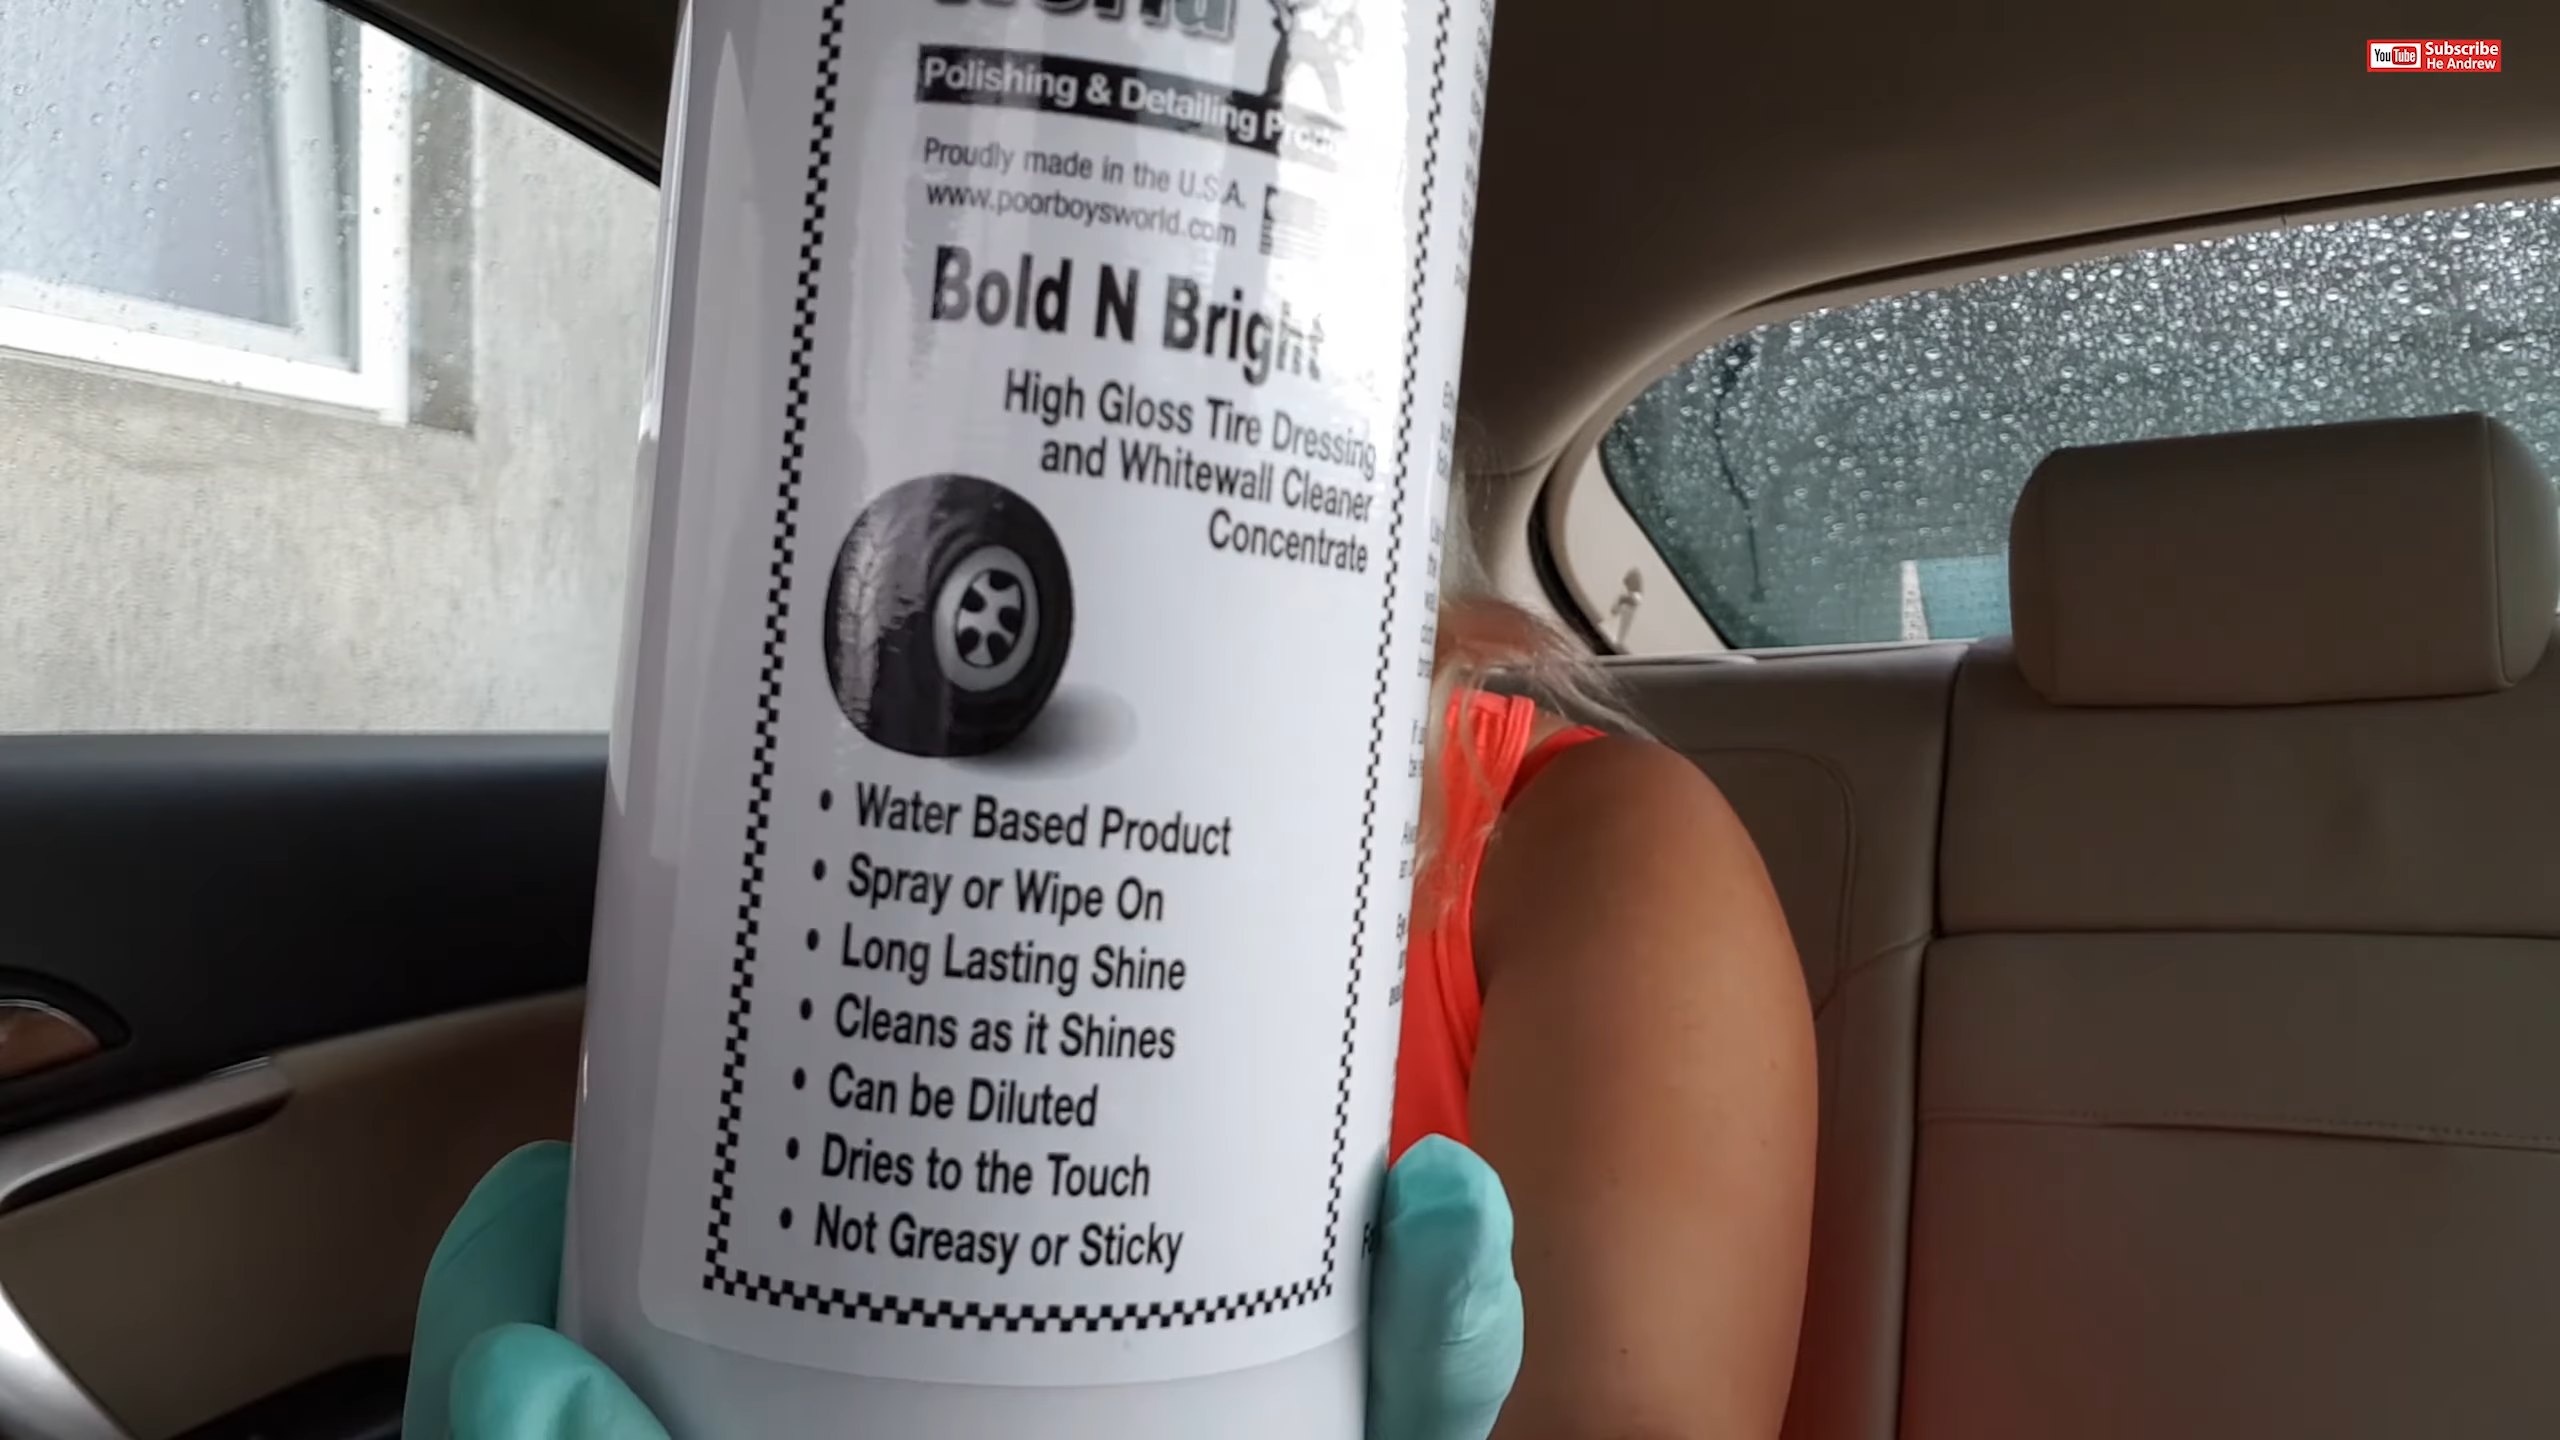 World
Polishing & Detailing
Proudly made in the U.S.A.
www.poorboysworld.com
Bold N Bright
High Gloss Tire Dressing
and Whitewall Cleaner
Concentrate
• Water Based Product
• Spray or Wipe On
• Long Lasting Shine
• Cleans as it Shines
• Can be Diluted
• Dries to the Touch
• Not Greasy or Sticky
YouTube
Subscribe
He Andrew